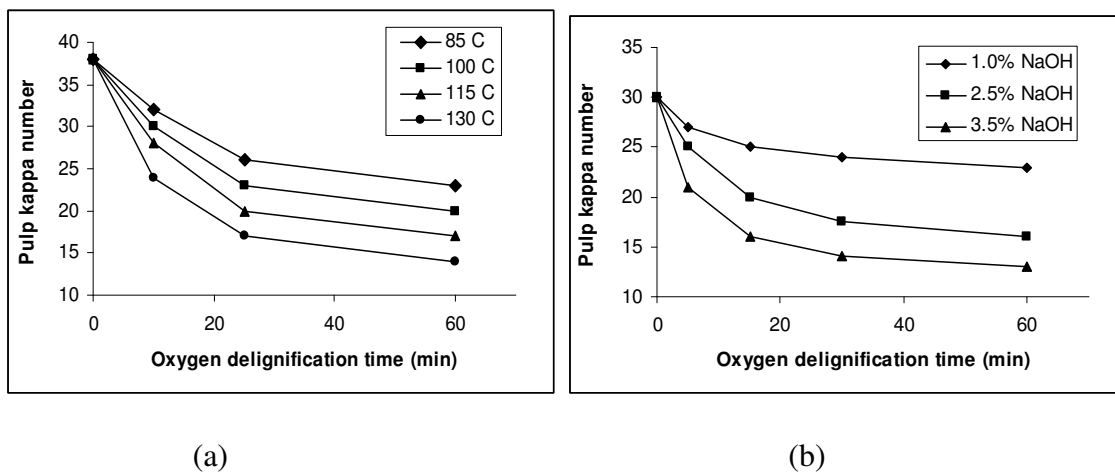 40
35
30
25
20
15
10
Pulp kappa number
85 C
100 C
115 C
130 C
0
20
40
60
Oxygen delignification time (min)
(a)
35
30
25
20
15
10
Pulp kappa number
1.0% NaOH
2.5% NaOH
3.5% NaOH
0
20
40
60
Oxygen delignification time (min)
(b)